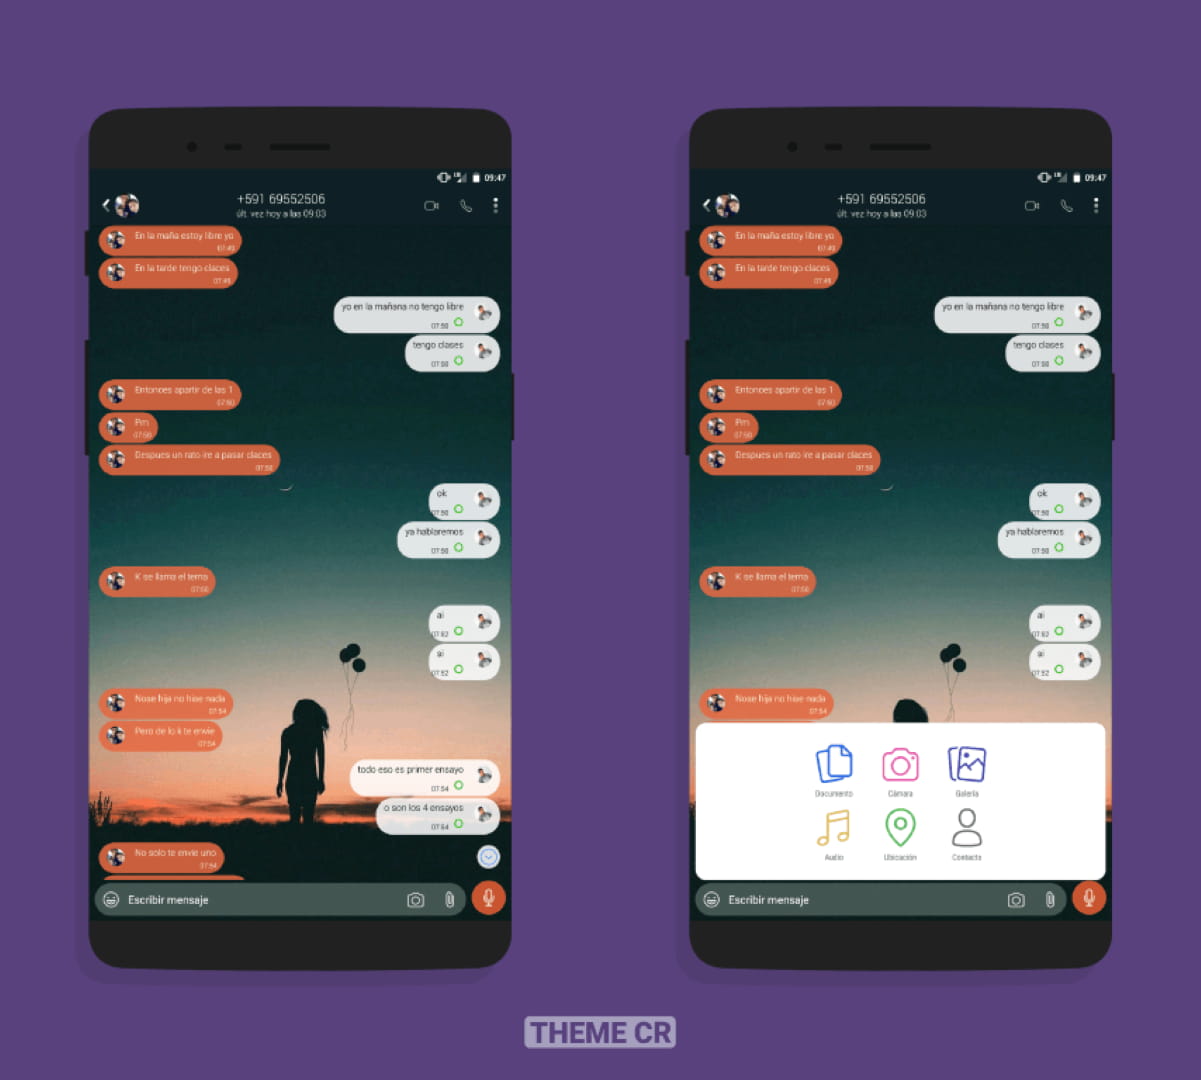 09:47
+591 69552506
últ. vez hoy a las 09:03
En la maña estoy libre yo
07:49
En la tarde tengo claces
07:49
yo en la mañana no tengo libre
07:50
tengo clases
07:50
Entonces apartir de las 1
07:50
Pm
07:50
Despues un rato ire a pasar claces
07:50
ok
07:50
ya hablaremos
07:50
K se llama el tema
07:50
ai
07:52
ai
07:52
Nose hija no hise nada
07:54
Pero de lo k te envie
07:54
todo eso es primer ensayo
07:54
o son los 4 ensayos
07:54
No solo te envie uno
07:54
Escribir mensaje
09:47
+591 69552506
últ. vez hoy a las 09:03
En la maña estoy libre yo
07:49
En la tarde tengo claces
07:49
yo en la mañana no tengo libre
07:50
tengo clases
07:50
Entonces apartir de las 1
07:50
Pm
07:50
Despues un rato ire a pasar claces
07:50
ok
07:50
ya hablaremos
07:50
K se llama el tema
07:50
ai
07:52
ai
07:52
Nose hija no hise nada
07:54
Documento Cámara Galería
Audio Ubicación Contacto
Escribir mensaje
THEME CR